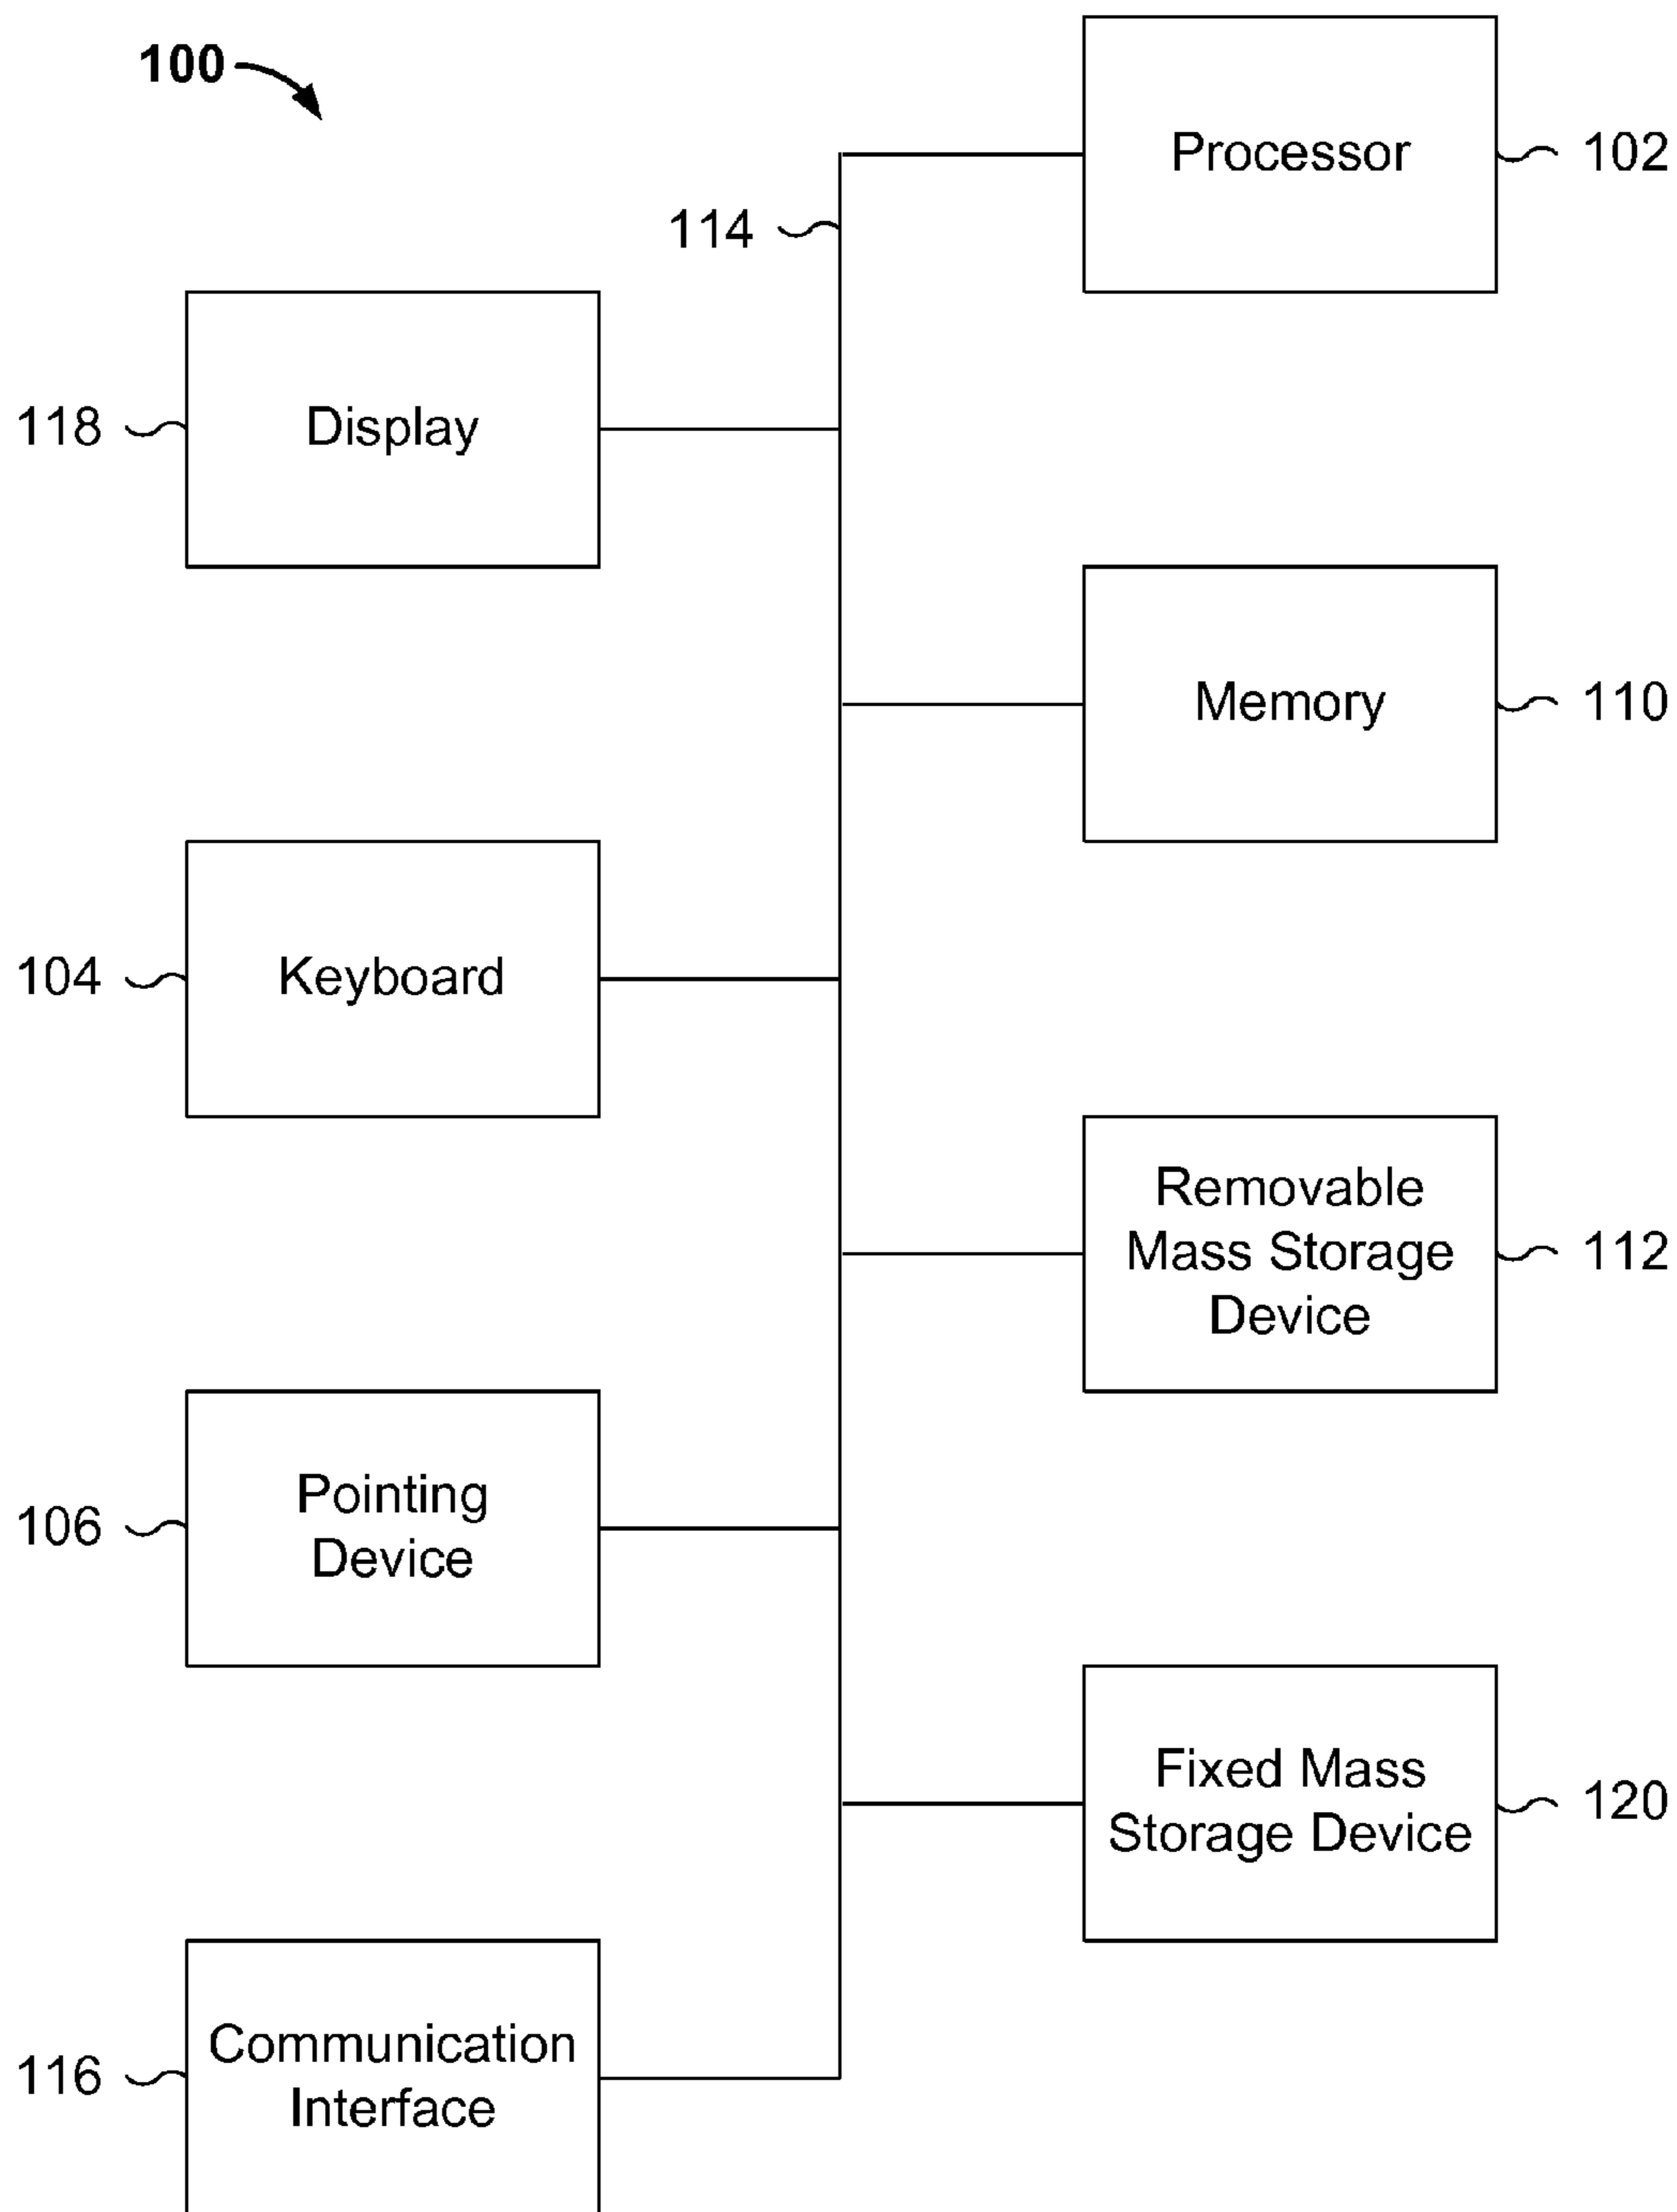 100
Processor
102
114
118
Display
Memory
110
104
Keyboard
Removable
Mass Storage
Device
112
106
Pointing
Device
Fixed Mass
Storage Device
120
116
Communication
Interface